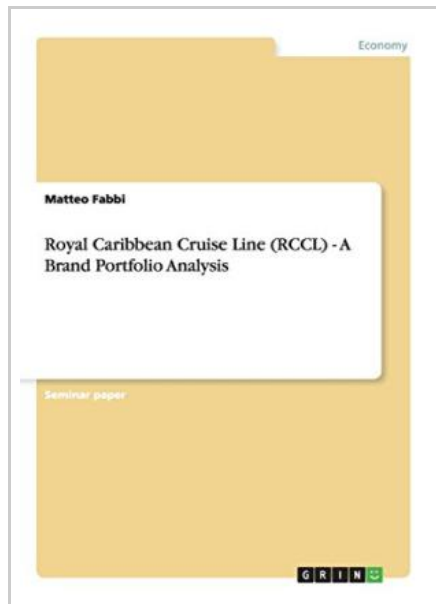 Economy
Matteo Fabbi
Royal Caribbean Cruise Line (RCCL) - A
Brand Portfolio Analysis
Seminar paper
GRIN